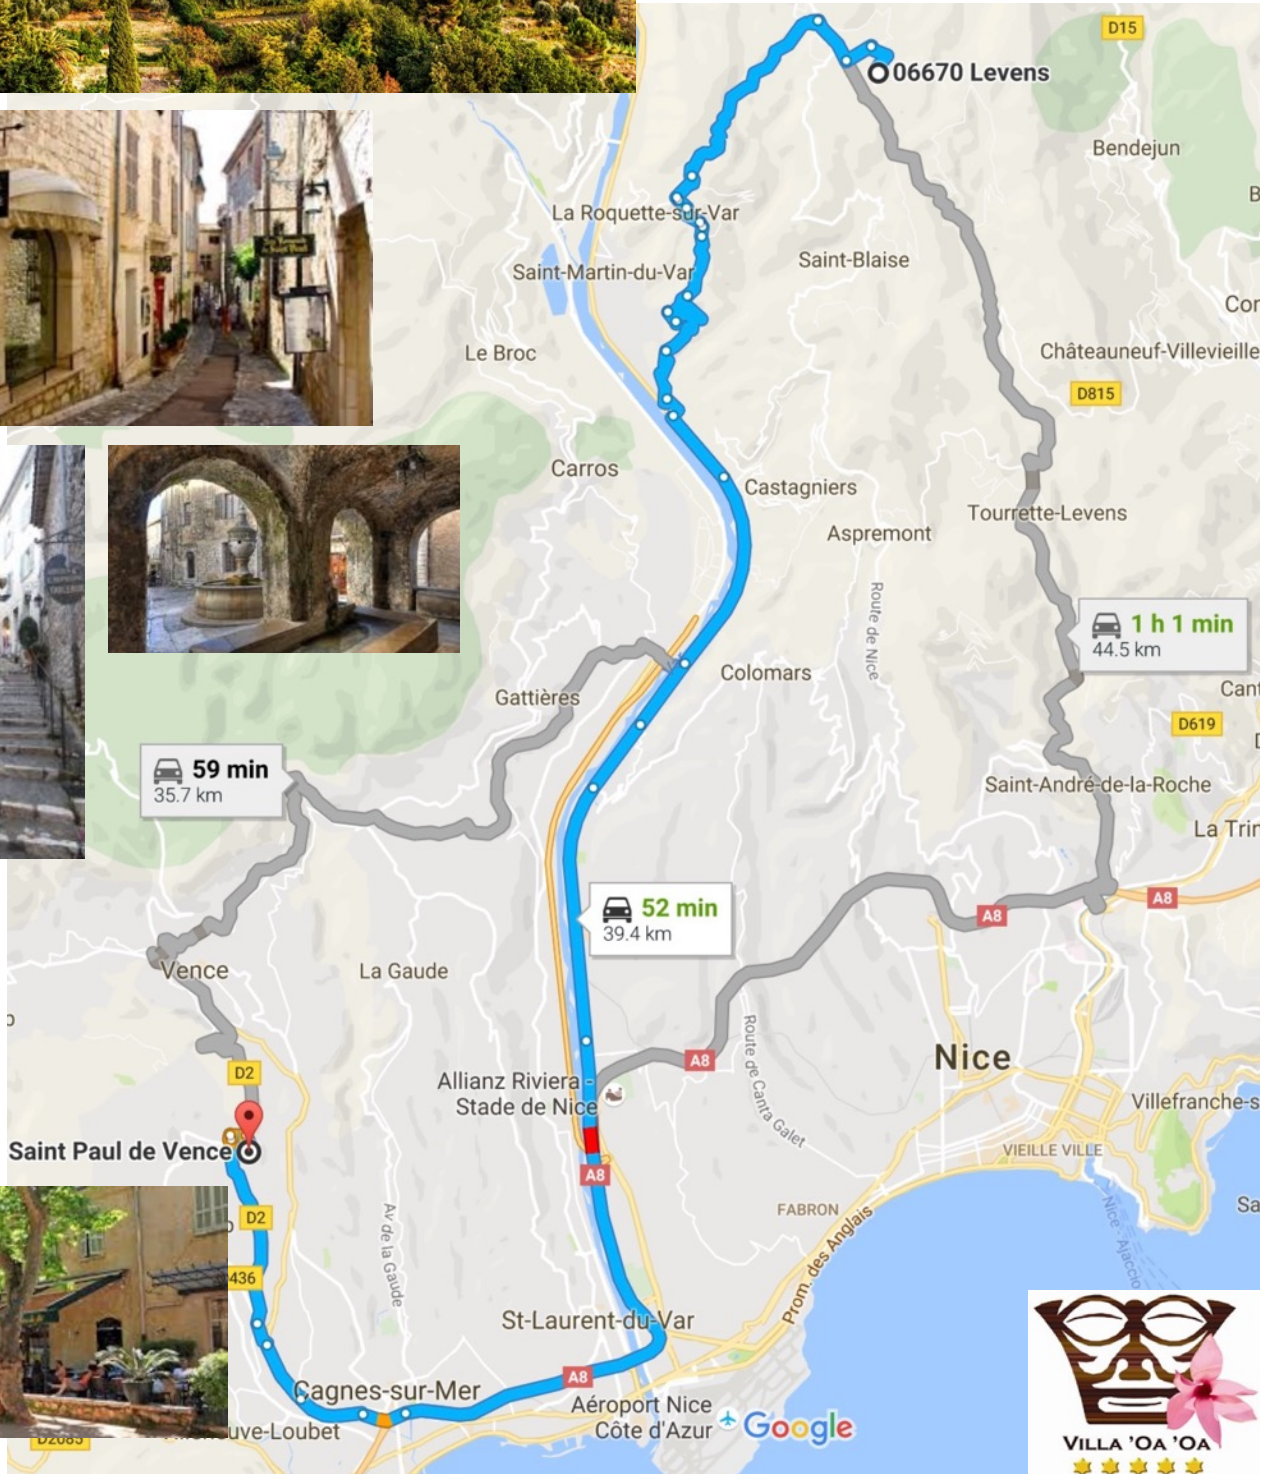 D15
06670 Levens
Bendejun
La Roquette-sur-Var
Saint-Blaise
Saint-Martin-du-Var
Le Broc
Châteauneuf-Villevieille
D815
Carros
Castagniers
Tourrette-Levens
Aspremont
Route de Nice
1 h 1 min
44.5 km
Colomars
Gattières
D619
59 min
35.7 km
Saint-André-de-la-Roche
A8
52 min
39.4 km
A8
Vence
La Gaude
Route de Canta Galet
Nice
A8
D2
Allianz Riviera -
Stade de Nice
Villefranche-s
Saint Paul de Vence
VIEILLE VILLE
A8
D2
FABRON
Prom. des Anglais
Nice - Ajaccio
Av de la Gaude
436
St-Laurent-du-Var
A8
Cagnes-sur-Mer
Aéroport Nice
Côte d'Azur
Google
uve-Loubet
D2085
VILLA 'OA 'OA